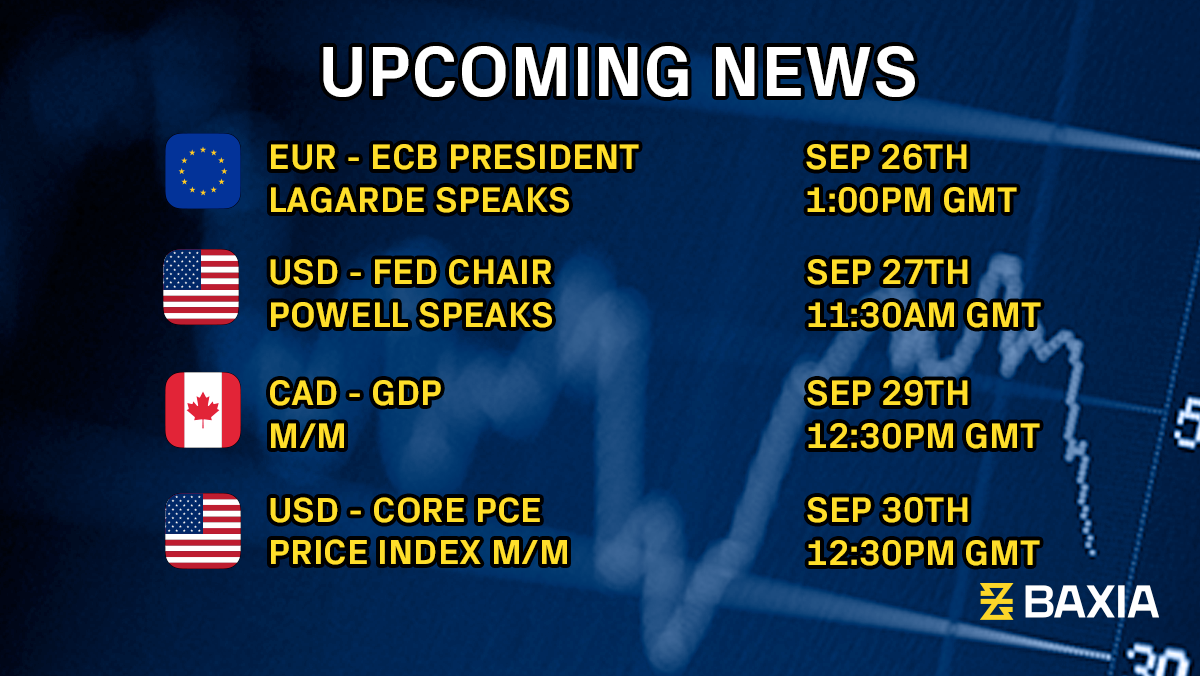 UPCOMING NEWS
EUR - ECB PRESIDENT
LAGARDE SPEAKS
SEP 26TH
1:00PM GMT
USD - FED CHAIR
POWELL SPEAKS
SEP 27TH
11:30AM GMT
CAD - GDP
M/M
SEP 29TH
12:30PM GMT
USD - CORE PCE
PRICE INDEX M/M
SEP 30TH
12:30PM GMT
BAXIA
5
30